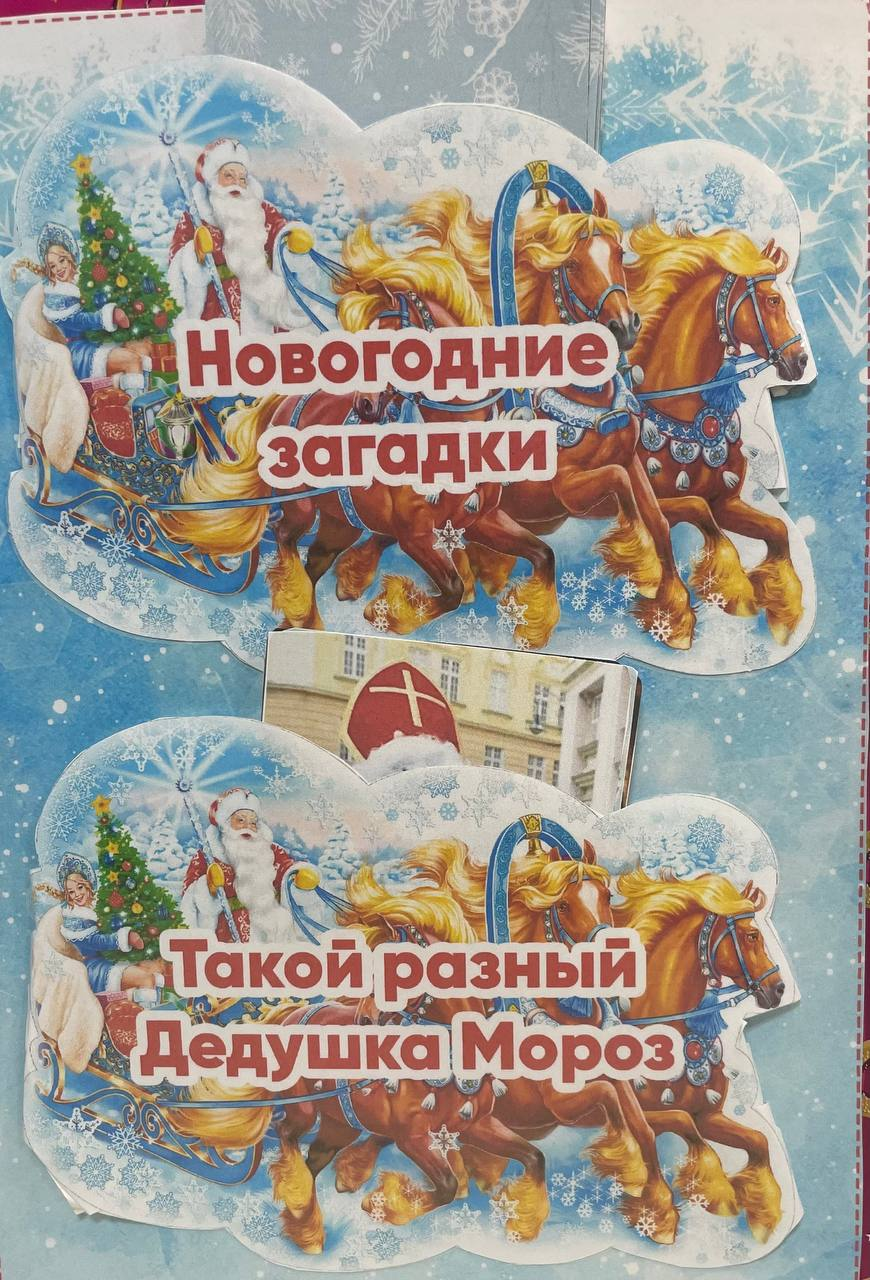 Новогодние
загадки
Такой разный
Дедушка Мороз